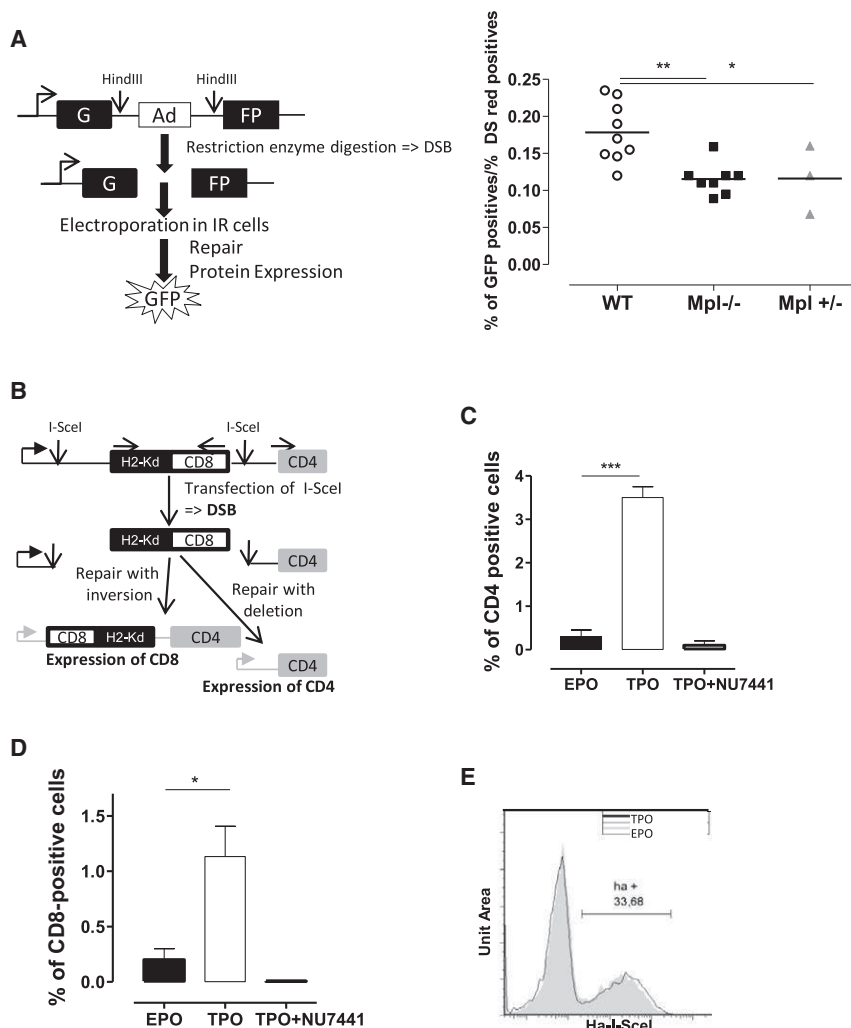 A
HindIII HindIII
G Ad FP
Restriction enzyme digestion => DSB
G FP
Electroporation in IR cells
Repair
Protein Expression
GFP
% of GFP positives/% DS red positives
** *
0.25
0.20
0.15
0.10
0.05
0.00
WT Mpl-/- Mpl +/-
B
I-SceI I-SceI
H2-Kd CD8 CD4
Transfection of I-SceI
=> DSB
H2-Kd CD8 CD4
Repair with
inversion
Repair with
deletion
CD8 H2-Kd CD4
Expression of CD8
CD4
Expression of CD4
C
% of CD4 positive cells
***
4
3
2
1
0
EPO TPO TPO+NU7441
D
% of CD8-positive cells
*
1.5
1.0
0.5
0.0
EPO TPO TPO+NU7441
E
TPO
EPO
ha +
33,68
Unit Area
Ha-I-SceI